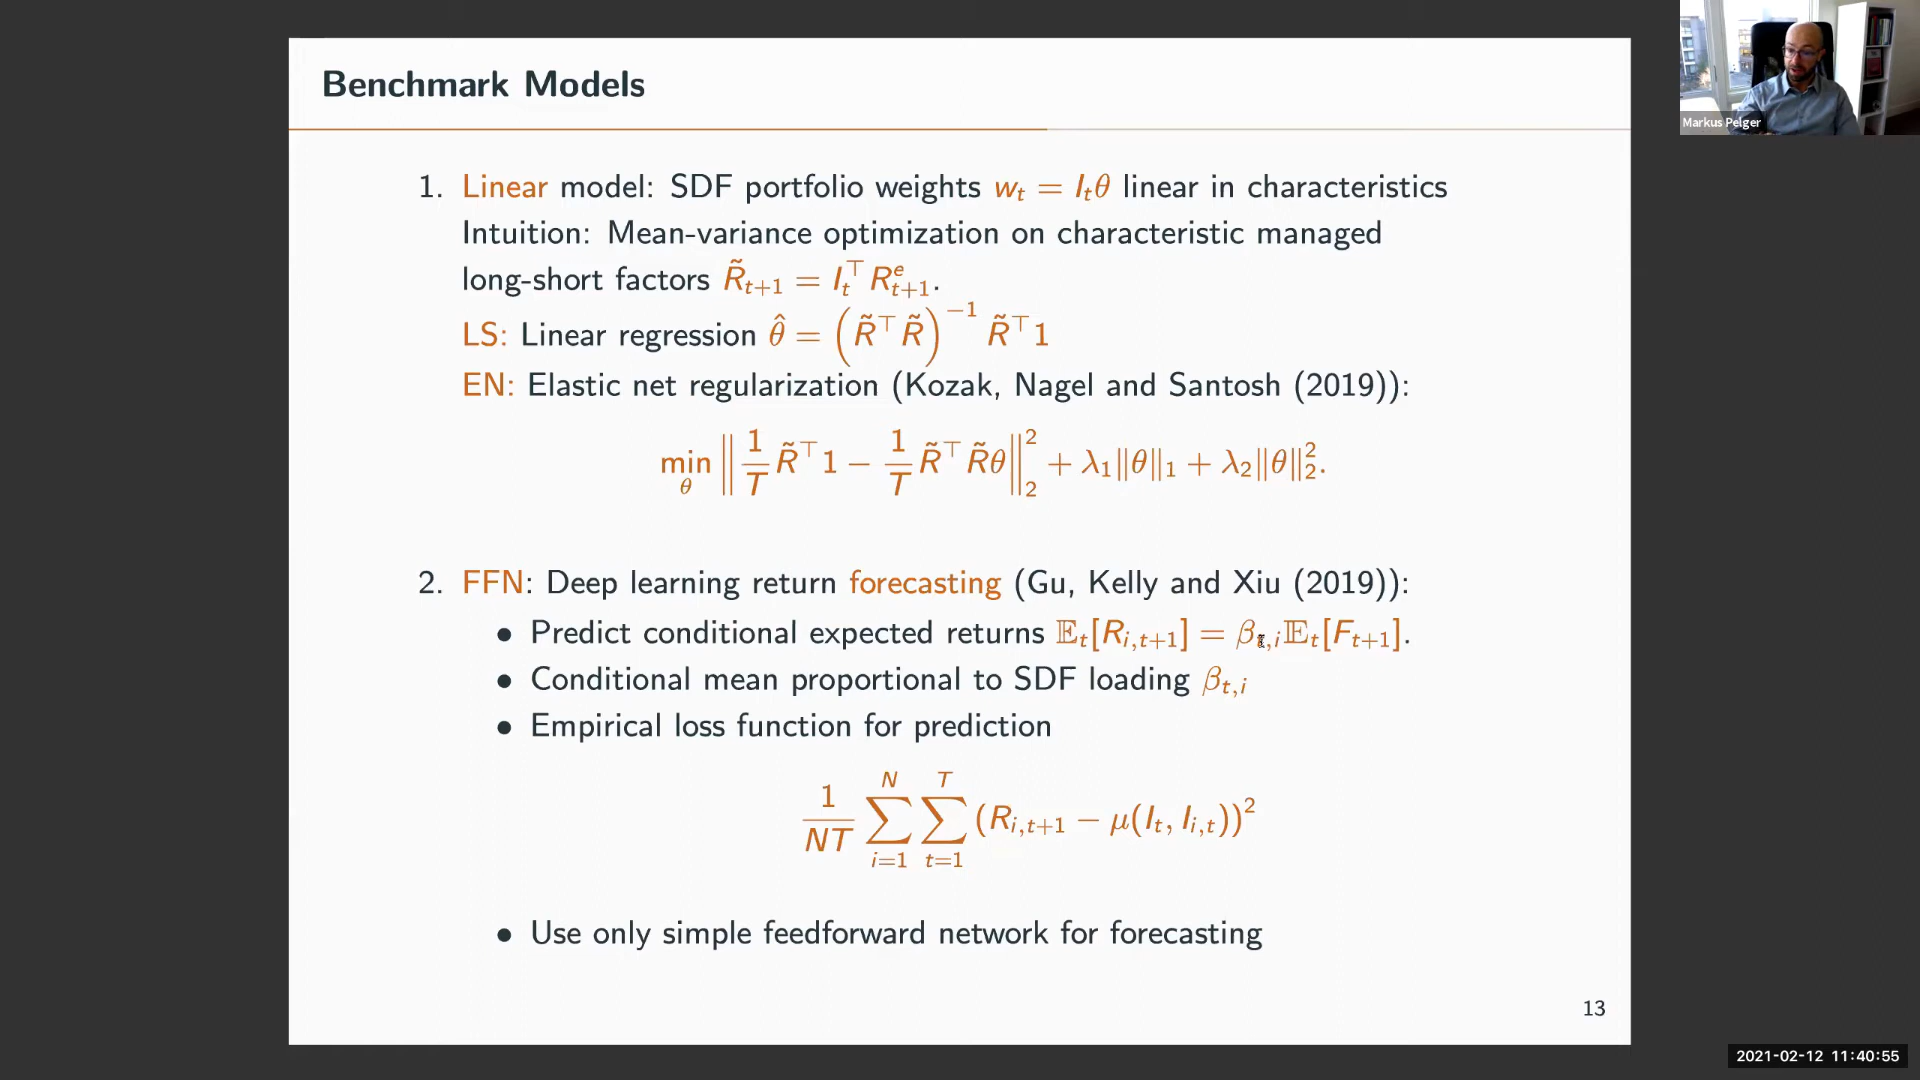 Benchmark Models
Markus Pelger
1. Linear model: SDF portfolio weights w_t = I_tθ linear in characteristics
Intuition: Mean-variance optimization on characteristic managed
long-short factors R̃_{t+1} = I_t^⊤ R^e_{t+1}.
LS: Linear regression θ̂ = (R̃^⊤ R̃)^{−1} R̃^⊤ 1
EN: Elastic net regularization (Kozak, Nagel and Santosh (2019)):
min_θ ‖ 1/T R̃^⊤ 1 − 1/T R̃^⊤ R̃θ ‖_2^2 + λ_1‖θ‖_1 + λ_2‖θ‖_2^2.
2. FFN: Deep learning return forecasting (Gu, Kelly and Xiu (2019)):
• Predict conditional expected returns 𝔼_t[R_{i,t+1}] = β_{t,i}𝔼_t[F_{t+1}].
• Conditional mean proportional to SDF loading β_{t,i}
• Empirical loss function for prediction
1/NT ∑_{i=1}^N ∑_{t=1}^T (R_{i,t+1} − μ(I_t, I_{i,t}))^2
• Use only simple feedforward network for forecasting
13
2021-02-12 11:40:55